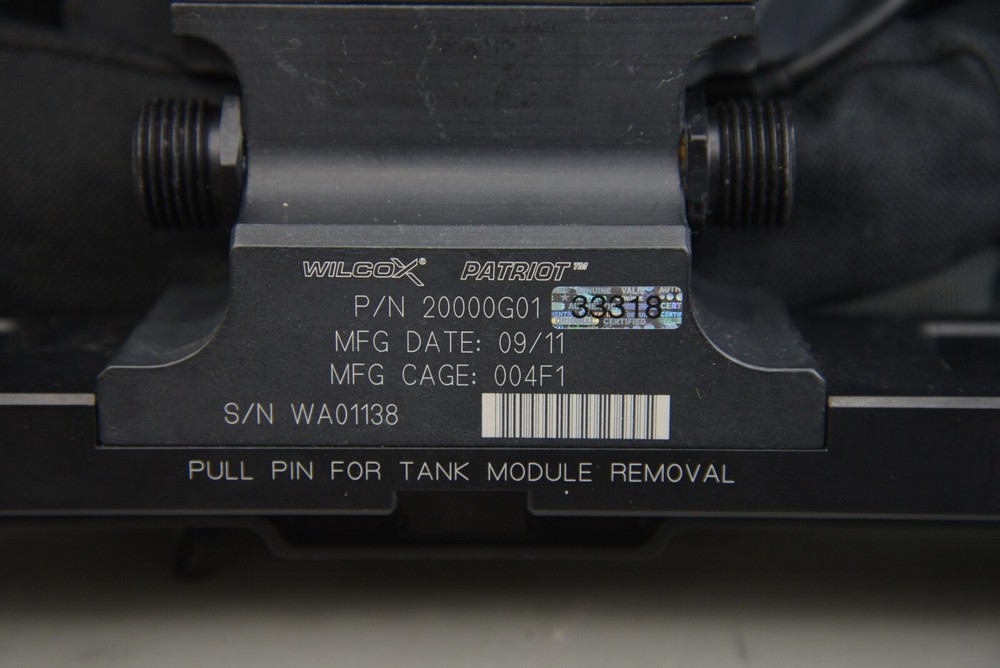 WILCOX® PATRIOT™
P/N 20000G01
33318
MFG DATE: 09/11
MFG CAGE: 004F1
S/N WA01138
PULL PIN FOR TANK MODULE REMOVAL